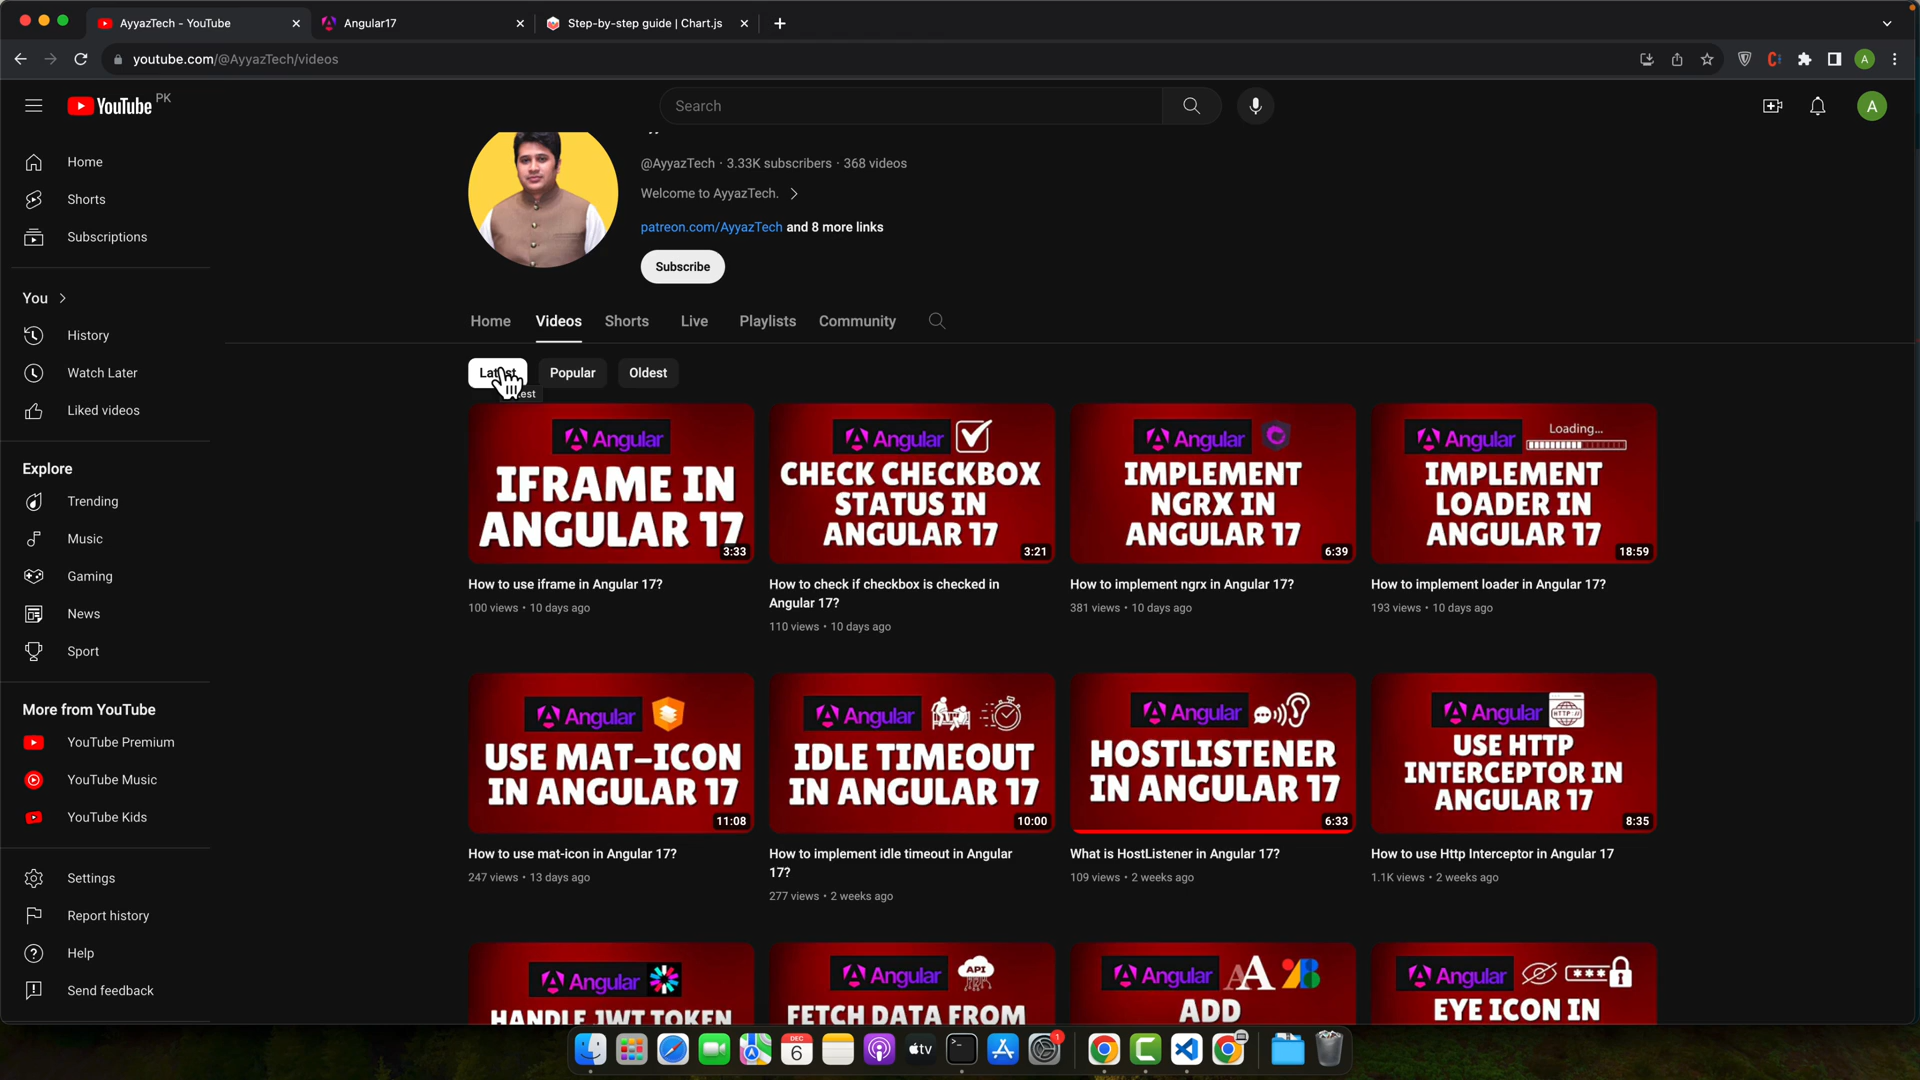 AyyazTech - YouTube
Angular17
Step-by-step guide | Chart.js
youtube.com/@AyyazTech/videos
A
YouTube PK
Search
A
Home
Shorts
Subscriptions
You
History
Watch Later
Liked videos
Explore
Trending
Music
Gaming
News
Sport
More from YouTube
YouTube Premium
YouTube Music
YouTube Kids
Settings
Report history
Help
Send feedback
@AyyazTech · 3.33K subscribers · 368 videos
Welcome to AyyazTech.
patreon.com/AyyazTech and 8 more links
Subscribe
Home Videos Shorts Live Playlists Community
Latest Popular Oldest
Angular
IFRAME IN
ANGULAR 17
3:33
How to use iframe in Angular 17?
100 views • 10 days ago
Angular
CHECK CHECKBOX
STATUS IN
ANGULAR 17
3:21
How to check if checkbox is checked in
Angular 17?
110 views • 10 days ago
Angular
IMPLEMENT
NGRX IN
ANGULAR 17
6:39
How to implement ngrx in Angular 17?
381 views • 10 days ago
Angular
Loading...
IMPLEMENT
LOADER IN
ANGULAR 17
18:59
How to implement loader in Angular 17?
193 views • 10 days ago
Angular
USE MAT-ICON
IN ANGULAR 17
11:08
How to use mat-icon in Angular 17?
247 views • 13 days ago
Angular
IDLE TIMEOUT
IN ANGULAR 17
10:00
How to implement idle timeout in Angular
17?
277 views • 2 weeks ago
Angular
HOSTLISTENER
IN ANGULAR 17
6:33
What is HostListener in Angular 17?
109 views • 2 weeks ago
Angular
HTTP://
USE HTTP
INTERCEPTOR IN
ANGULAR 17
8:35
How to use Http Interceptor in Angular 17
1.1K views • 2 weeks ago
Angular
HANDLE JWT TOKEN
Angular
API
FETCH DATA FROM
Angular
ADD
Angular
EYE ICON IN
DEC
6
tv
1